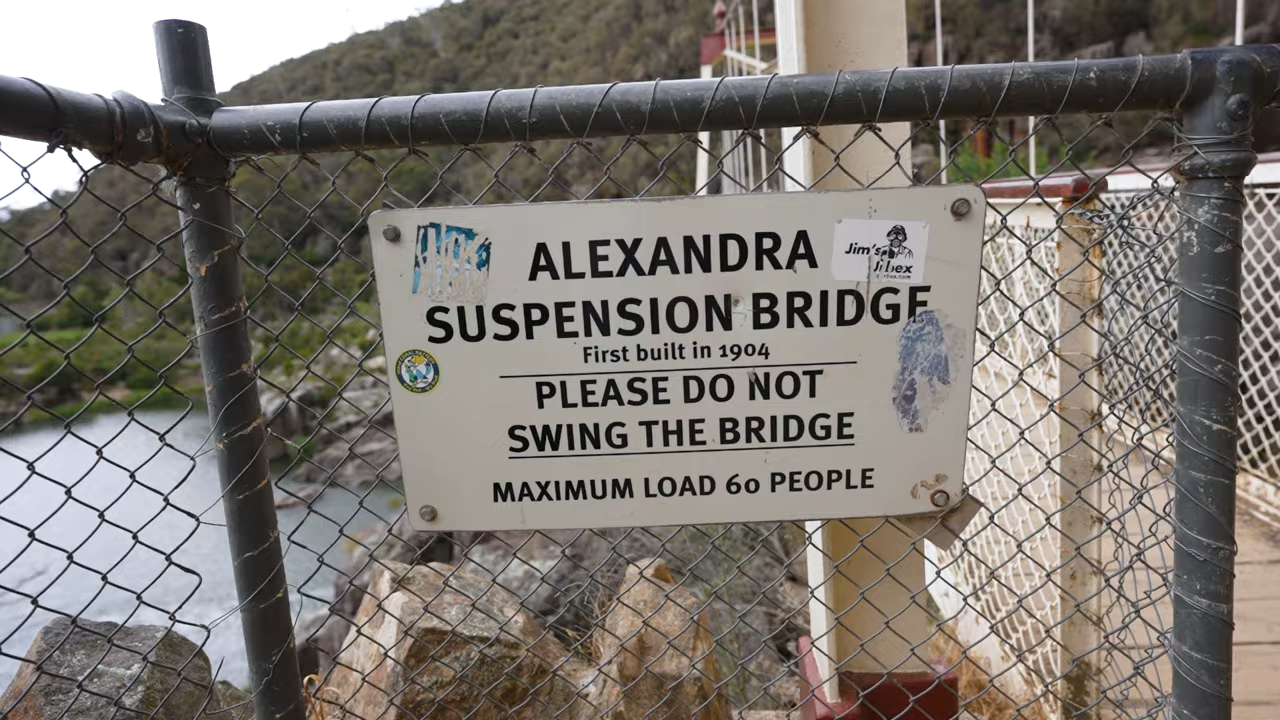 ALEXANDRA
SUSPENSION BRIDGE
First built in 1904
PLEASE DO NOT
SWING THE BRIDGE
MAXIMUM LOAD 60 PEOPLE
Jim's